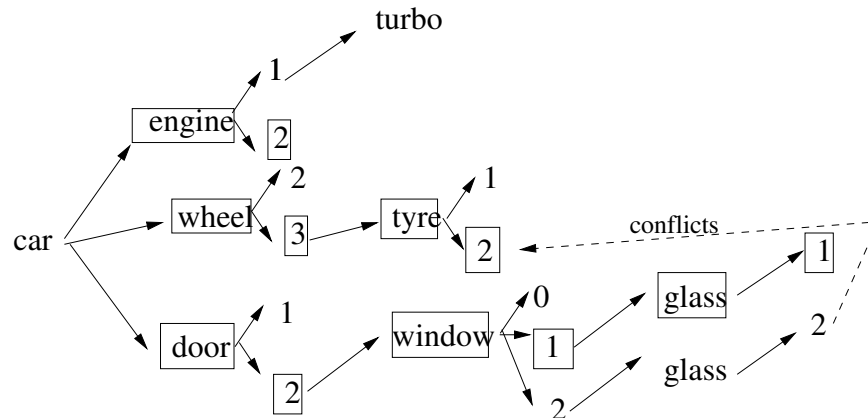 turbo
1
engine
2
2
1
wheel
tyre
conflicts
3
2
1
car
0
glass
1
door
window
1
2
2
glass
2